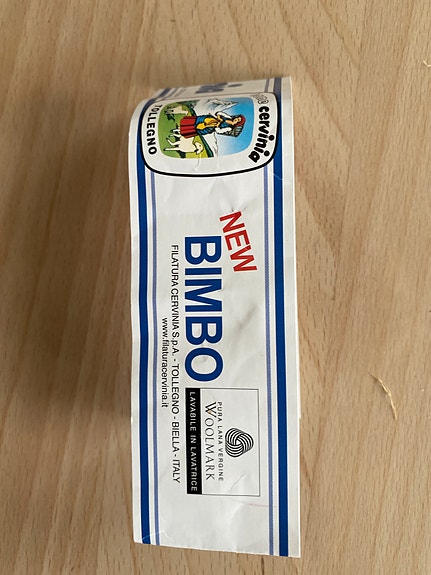 cervinia
TOLLEGNO
NEW
BIMBO
FILATURA CERVINIA S.p.A. - TOLLEGNO - BIELLA - ITALY
www.filaturacervinia.it
PURA LANA VERGINE
WOOLMARK
LAVABILE IN LAVATRICE